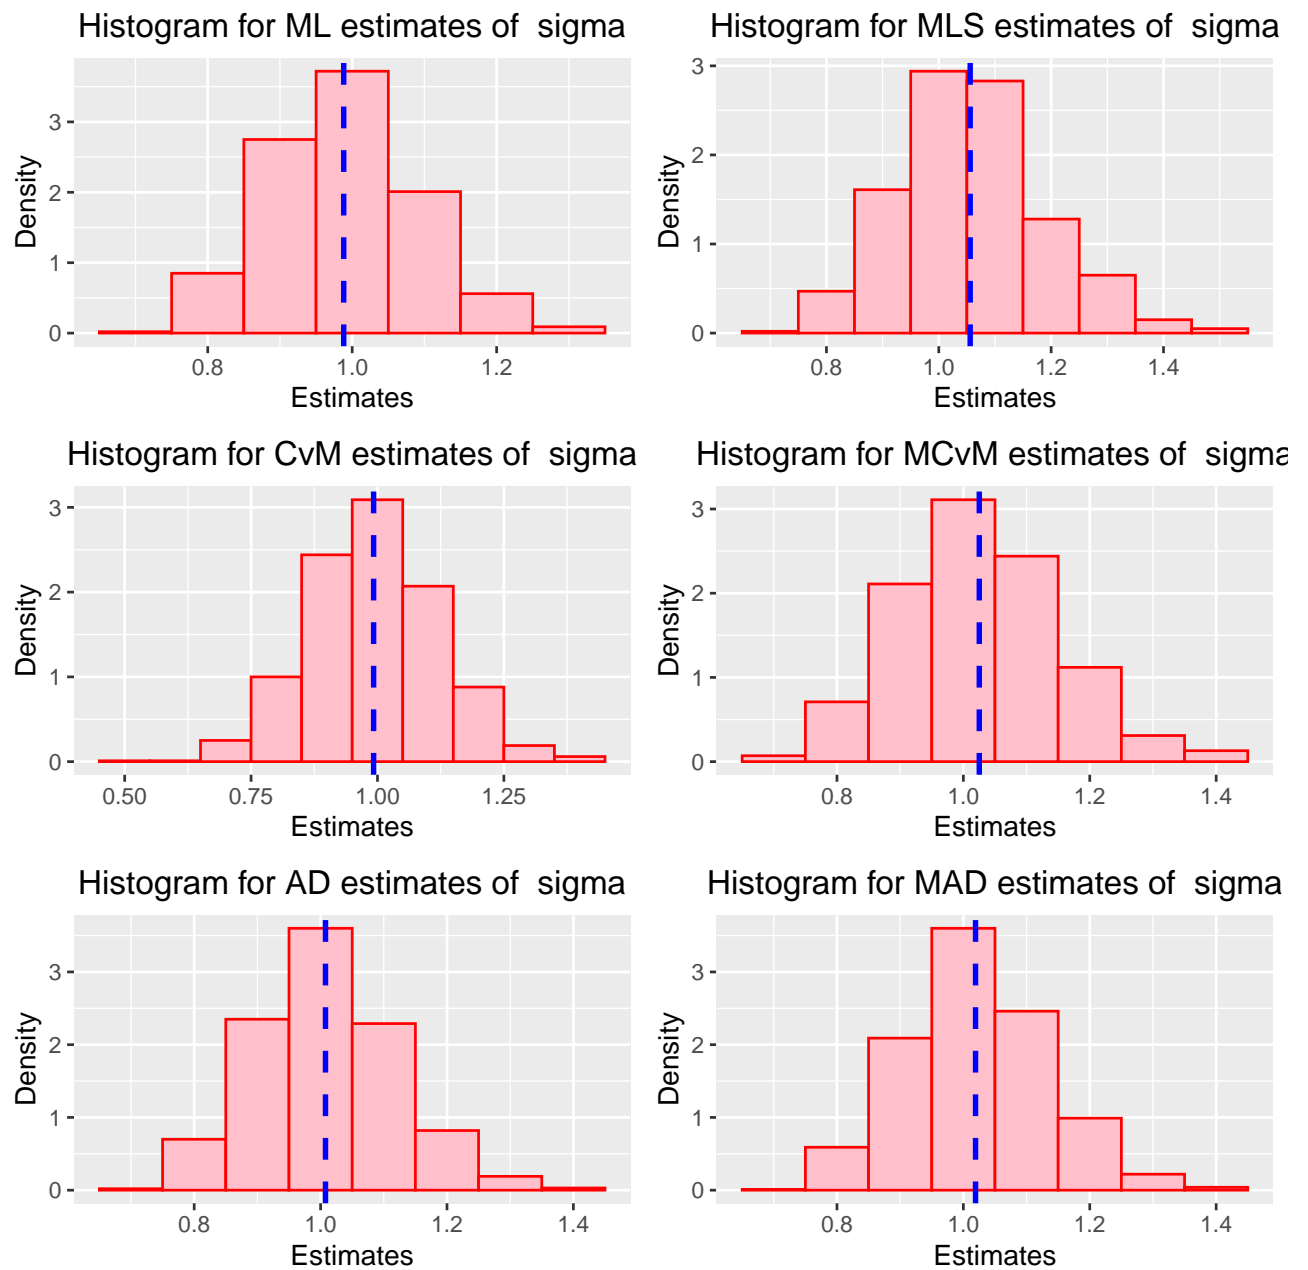 Histogram for ML estimates of  sigma
3
2
1
0
Density
0.8 1.0 1.2
Estimates
Histogram for MLS estimates of  sigma
3
2
1
0
Density
0.8 1.0 1.2 1.4
Estimates
Histogram for CvM estimates of  sigma
3
2
1
0
Density
0.50 0.75 1.00 1.25
Estimates
Histogram for MCvM estimates of  sigma
3
2
1
0
Density
0.8 1.0 1.2 1.4
Estimates
Histogram for AD estimates of  sigma
3
2
1
0
Density
0.8 1.0 1.2 1.4
Estimates
Histogram for MAD estimates of  sigma
3
2
1
0
Density
0.8 1.0 1.2 1.4
Estimates